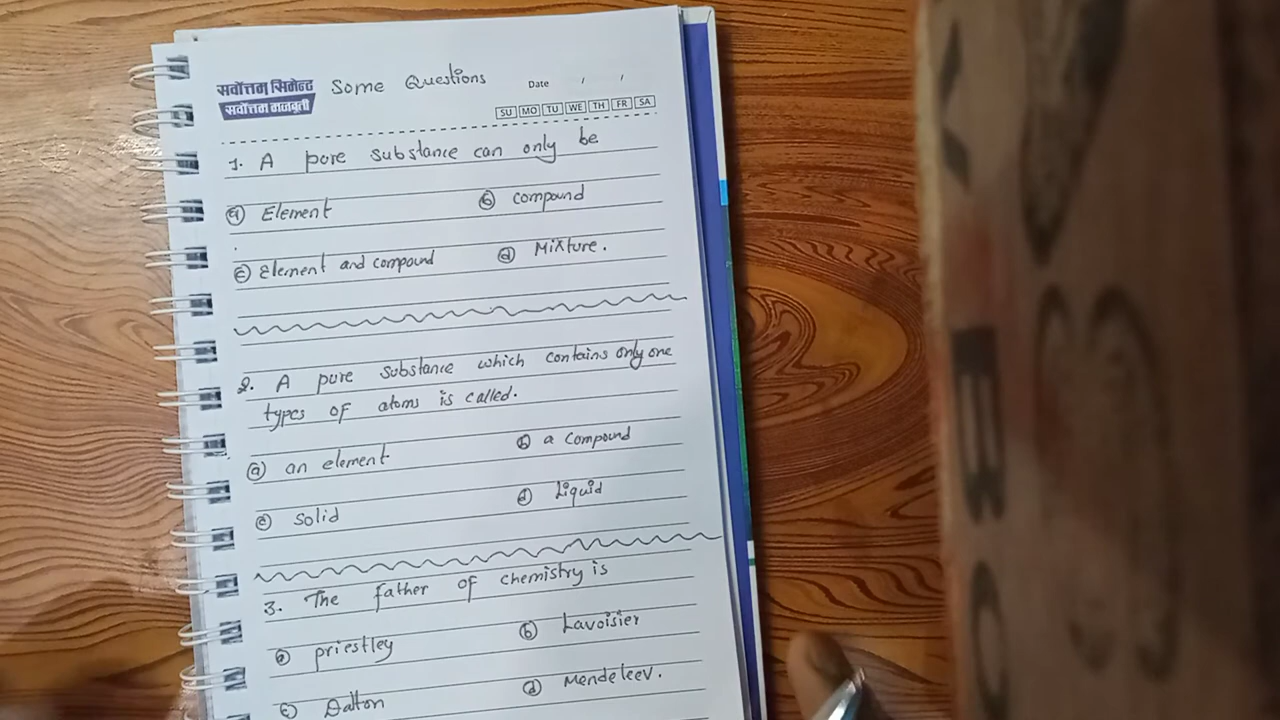 सर्वोत्तम सिमेन्ट Some Questions Date / /
सर्वोत्तम मजबुती
SU MO TU WE TH FR SA
1. A pore substance can only be
(a) Element (b) compound
(c) Element and compound (d) Mixture.
2. A pure substance which contains only one
types of atoms is called.
(a) an element (b) a compound
(c) solid (d) Liquid
3. The father of chemistry is
(a) priestley (b) Lavoisier
(c) Dalton (d) Mendeleev.